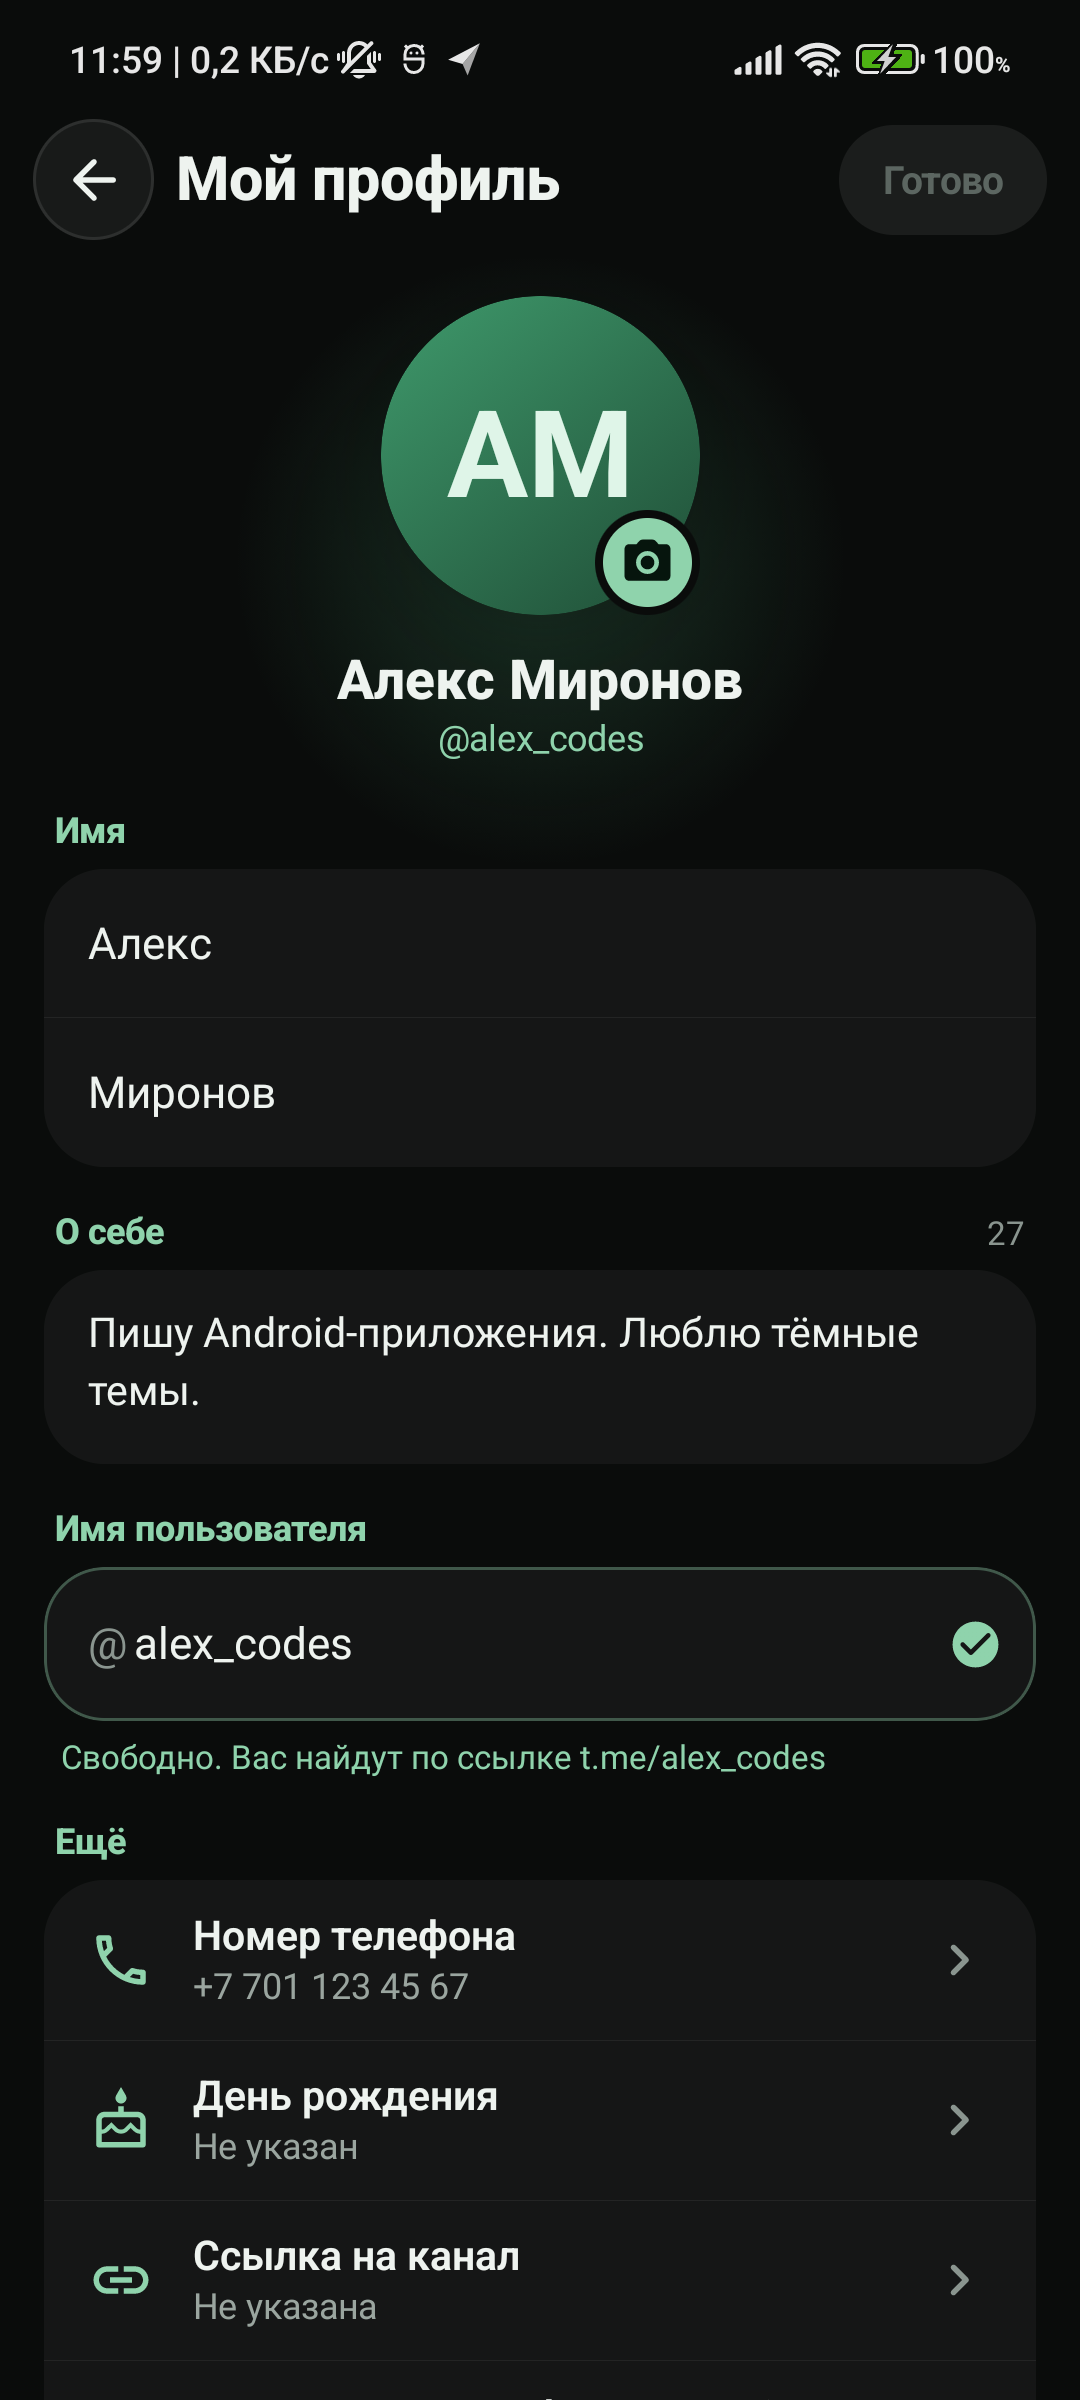 11:59 | 0,2 КБ/с 100%
Мой профиль
Готово
АМ
Алекс Миронов
@alex_codes
Имя
Алекс
Миронов
О себе
27
Пишу Android-приложения. Люблю тёмные
темы.
Имя пользователя
@alex_codes
Свободно. Вас найдут по ссылке t.me/alex_codes
Ещё
Номер телефона
+7 701 123 45 67
День рождения
Не указан
Ссылка на канал
Не указана